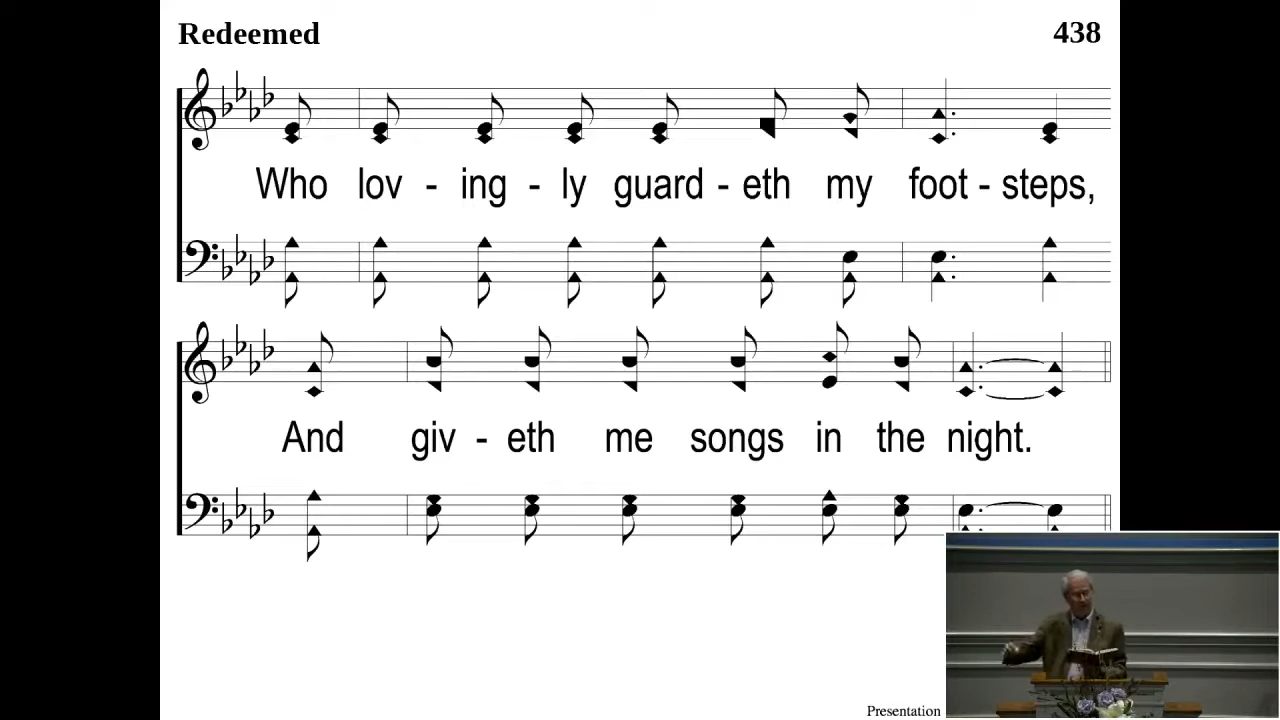 Redeemed 438
Who lov - ing - ly guard - eth my foot - steps,
And giv - eth me songs in the night.
Presentation